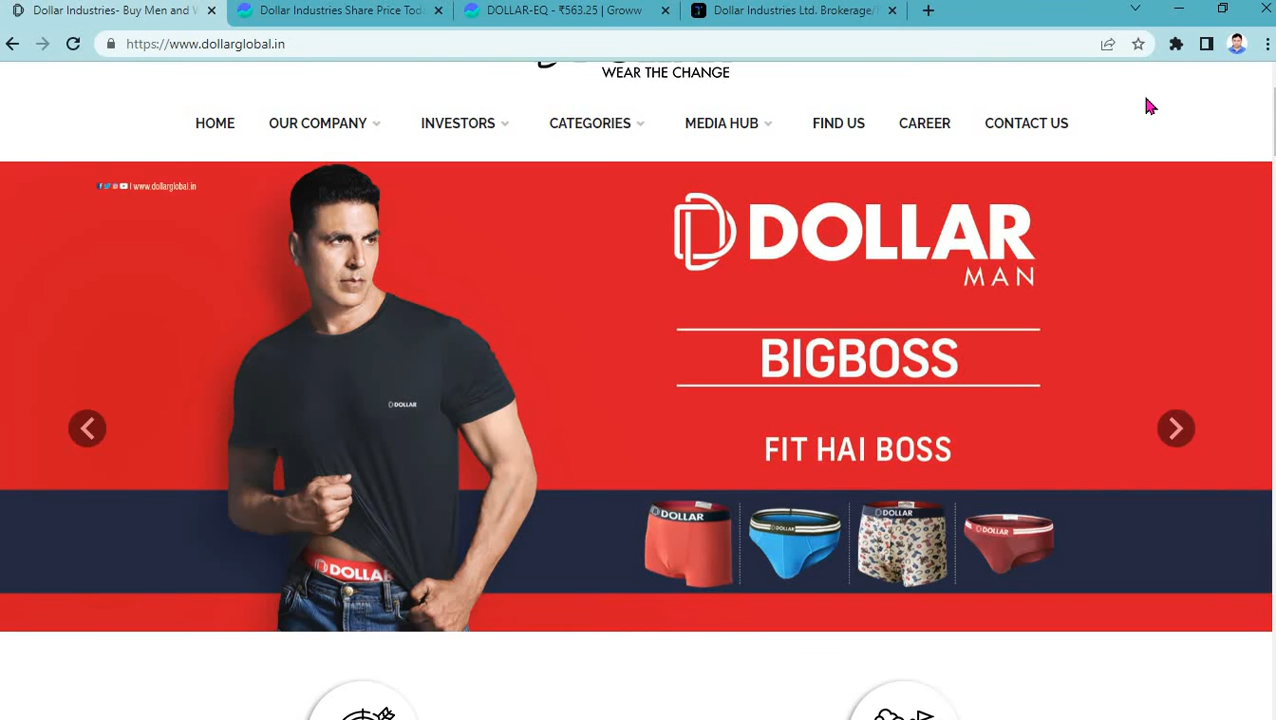 Dollar Industries- Buy Men and
Dollar Industries Share Price Tod
DOLLAR-EQ - ₹563.25 | Groww
Dollar Industries Ltd. Brokerage/
https://www.dollarglobal.in
WEAR THE CHANGE
HOME OUR COMPANY INVESTORS CATEGORIES MEDIA HUB FIND US CAREER CONTACT US
| www.dollarglobal.in
DOLLAR
MAN
BIGBOSS
DOLLAR
FIT HAI BOSS
DOLLAR
DOLLAR
DOLLAR
DOLLAR